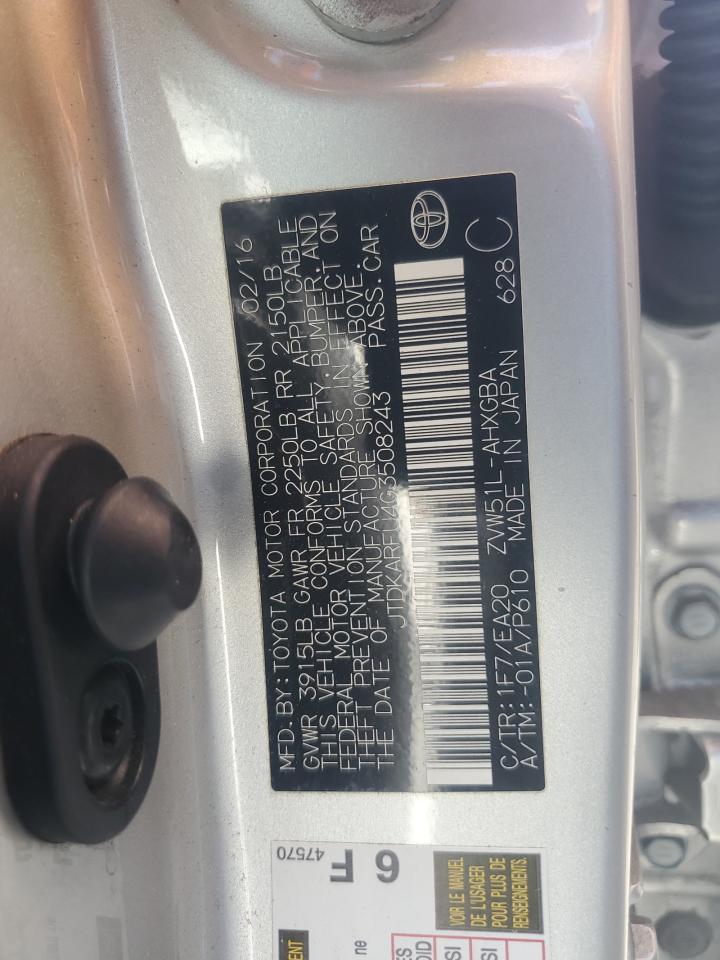 MFD.BY:TOYOTA MOTOR CORPORATION 02/16
GVWR 3915LB GAWR FR 2250LB RR 2150LB
THIS VEHICLE CONFORMS TO ALL APPLICABLE
FEDERAL MOTOR VEHICLE SAFETY, BUMPER, AND
THEFT PREVENTION STANDARDS IN EFFECT ON
THE DATE OF MANUFACTURE SHOWN ABOVE.
JTDKARFU4G3508243 PASS.CAR
C/TR:1F7/EA20 ZVW51L-AHXGBA
A/TM:-01A/P610 MADE IN JAPAN 628 C
6 F
47570
VOIR LE MANUEL
DE L'USAGER
POUR PLUS DE
RENSEIGNEMENTS.